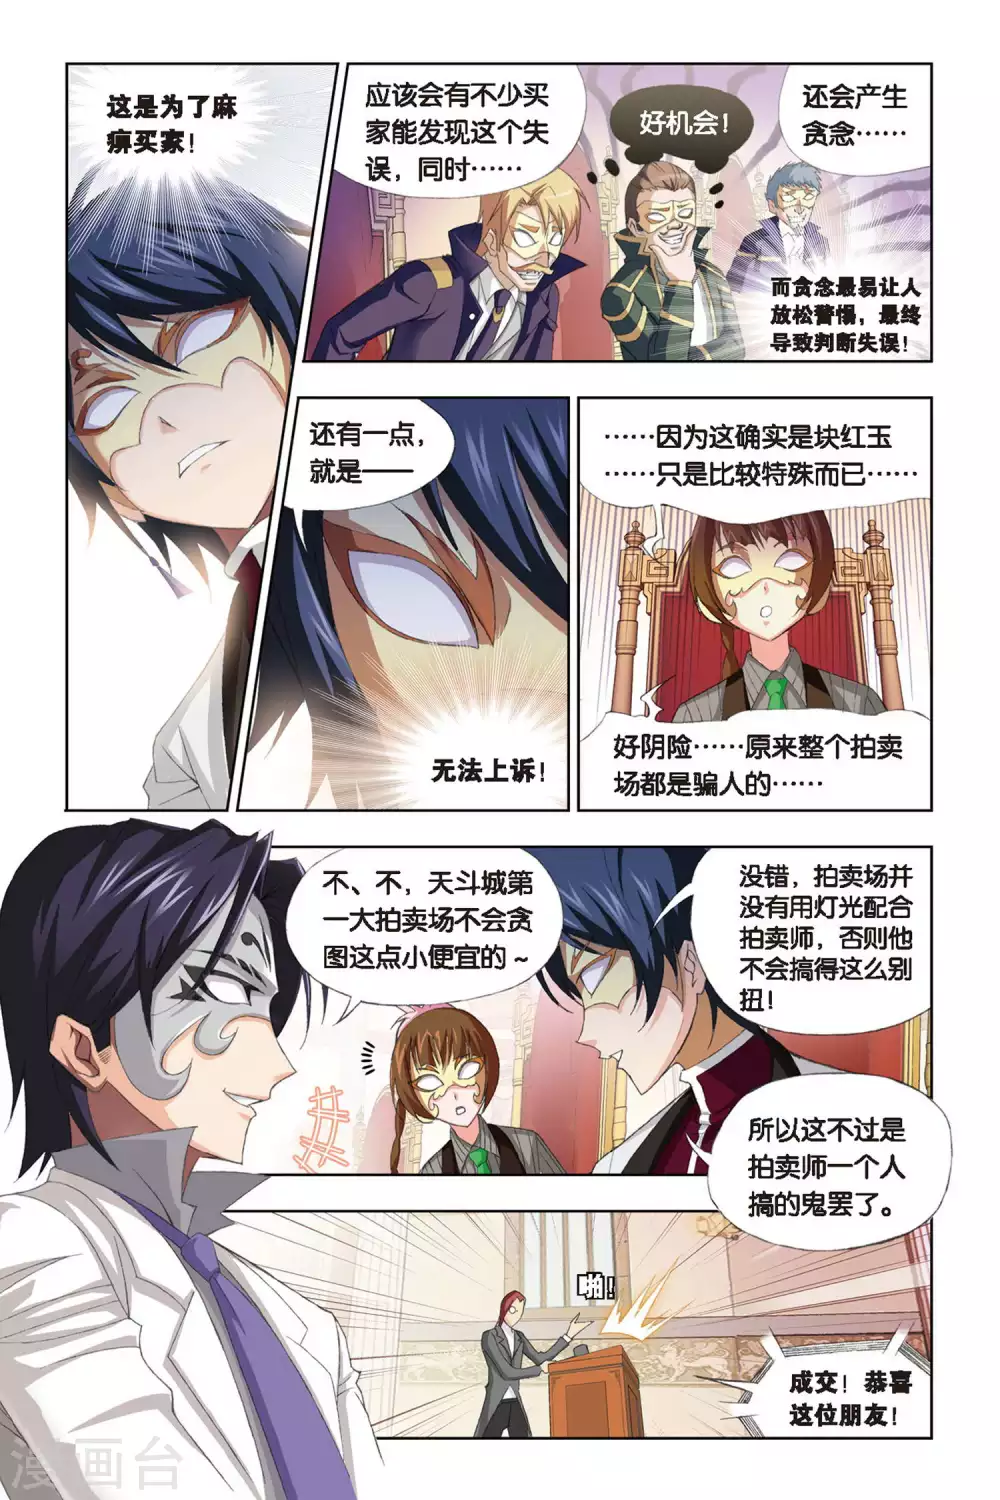 这是为了麻
痹买家！
应该会有不少买
家能发现这个失
误，同时……
好机会！
还会产生
贪念……
而贪念最易让人
放松警惕，最终
导致判断失误！
还有一点，
就是——
无法上诉！
……因为这确实是块红玉
……只是比较特殊而已……
好阴险……原来整个拍卖
场都是骗人的……
不、不，天斗城第
一大拍卖场不会贪
图这点小便宜的~
没错，拍卖场并
没有用灯光配合
拍卖师，否则他
不会搞得这么别
扭！
所以这不过是
拍卖师一个人
搞的鬼罢了。
啪！
成交！恭喜
这位朋友！
漫画台